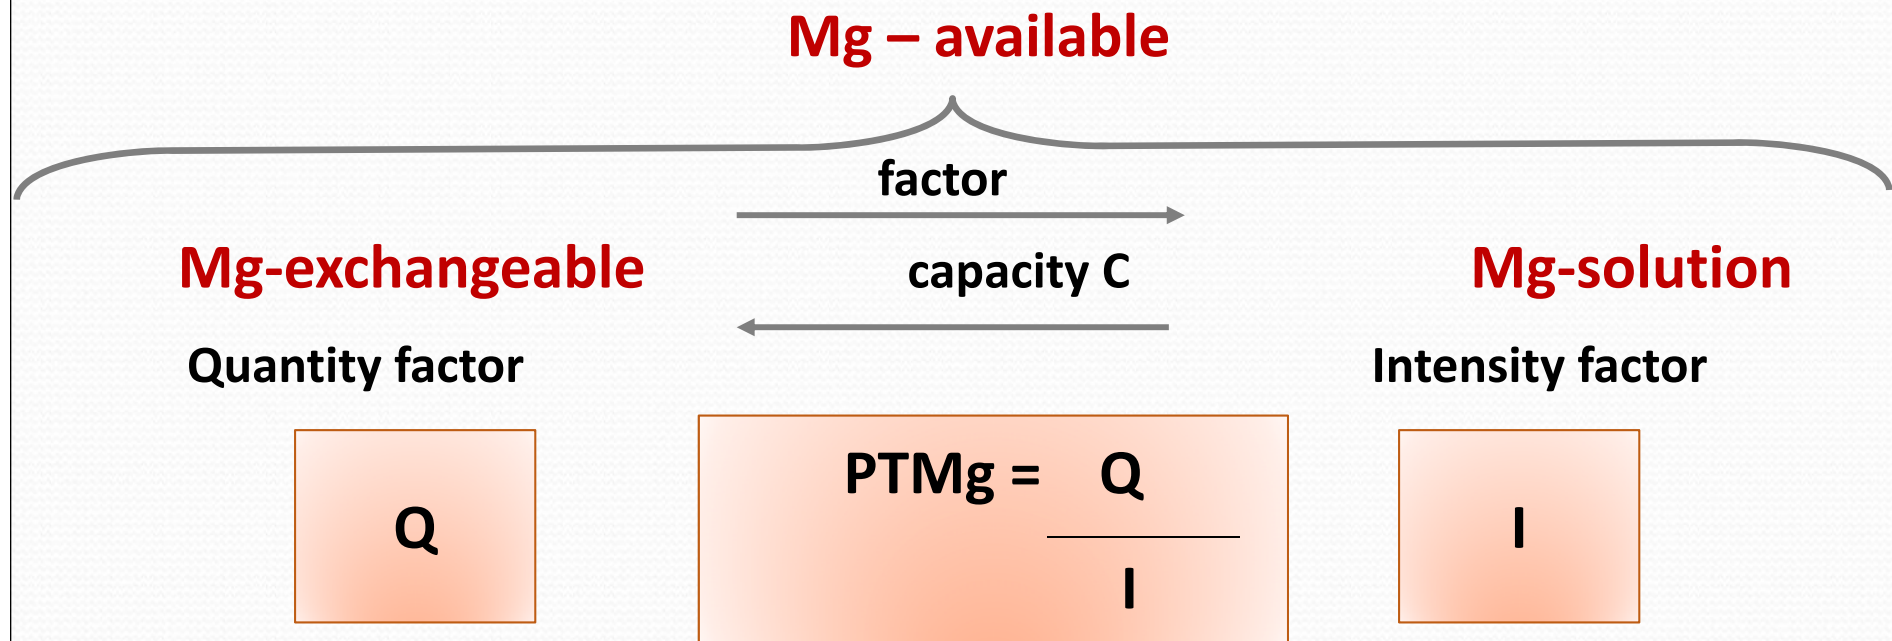 Mg – available
factor
Mg-exchangeable
capacity C
Mg-solution
Quantity factor
Intensity factor
Q
PTMg = Q
I
I